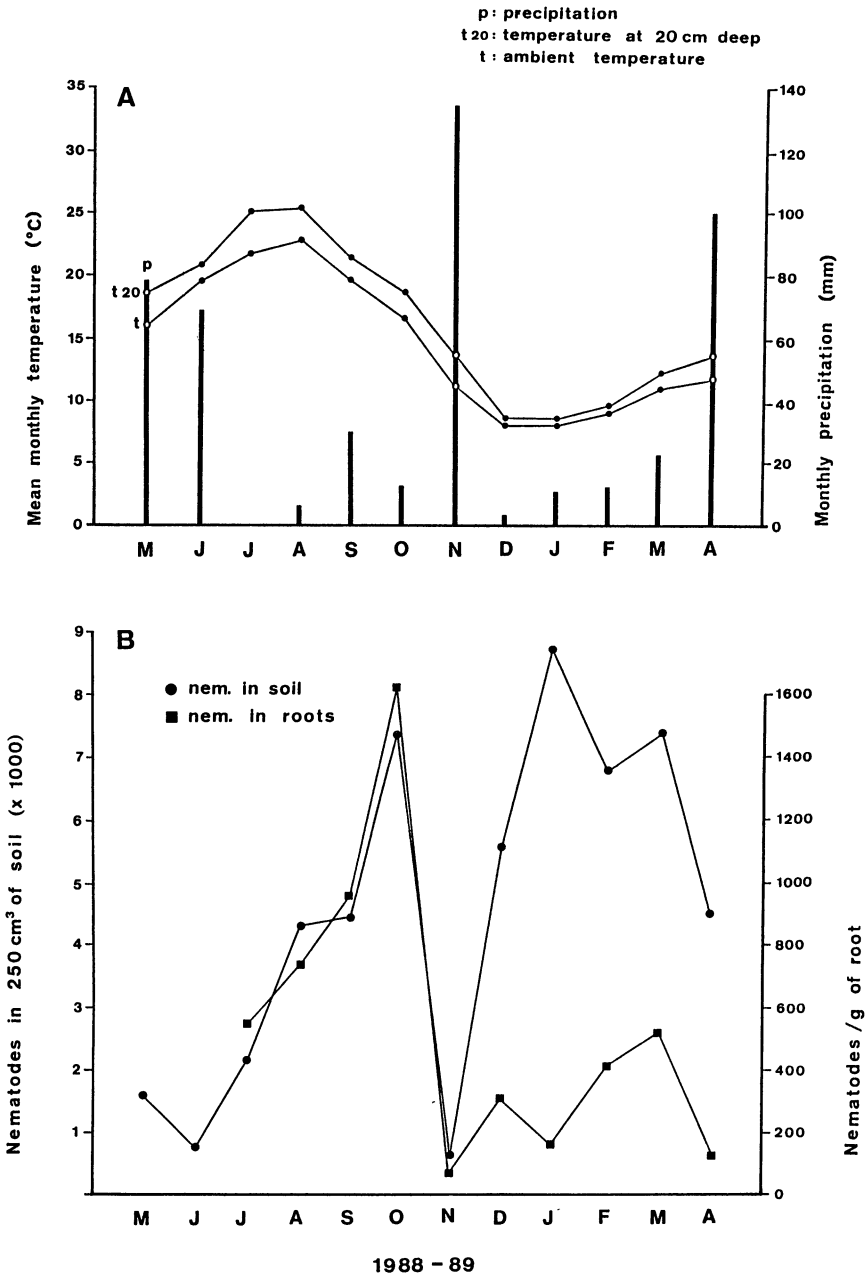 p: precipitation
t20: temperature at 20 cm deep
t: ambient temperature
A
35
30
25
20
15
10
5
0
Mean monthly temperature (°C)
140
120
100
80
60
40
20
0
Monthly precipitation (mm)
p
t20
t
M J J A S O N D J F M A
B
nem. in soil
nem. in roots
9
8
7
6
5
4
3
2
1
Nematodes in 250 cm³ of soil (x 1000)
1600
1400
1200
1000
800
600
400
200
0
Nematodes/g of root
M J J A S O N D J F M A
1988 - 89